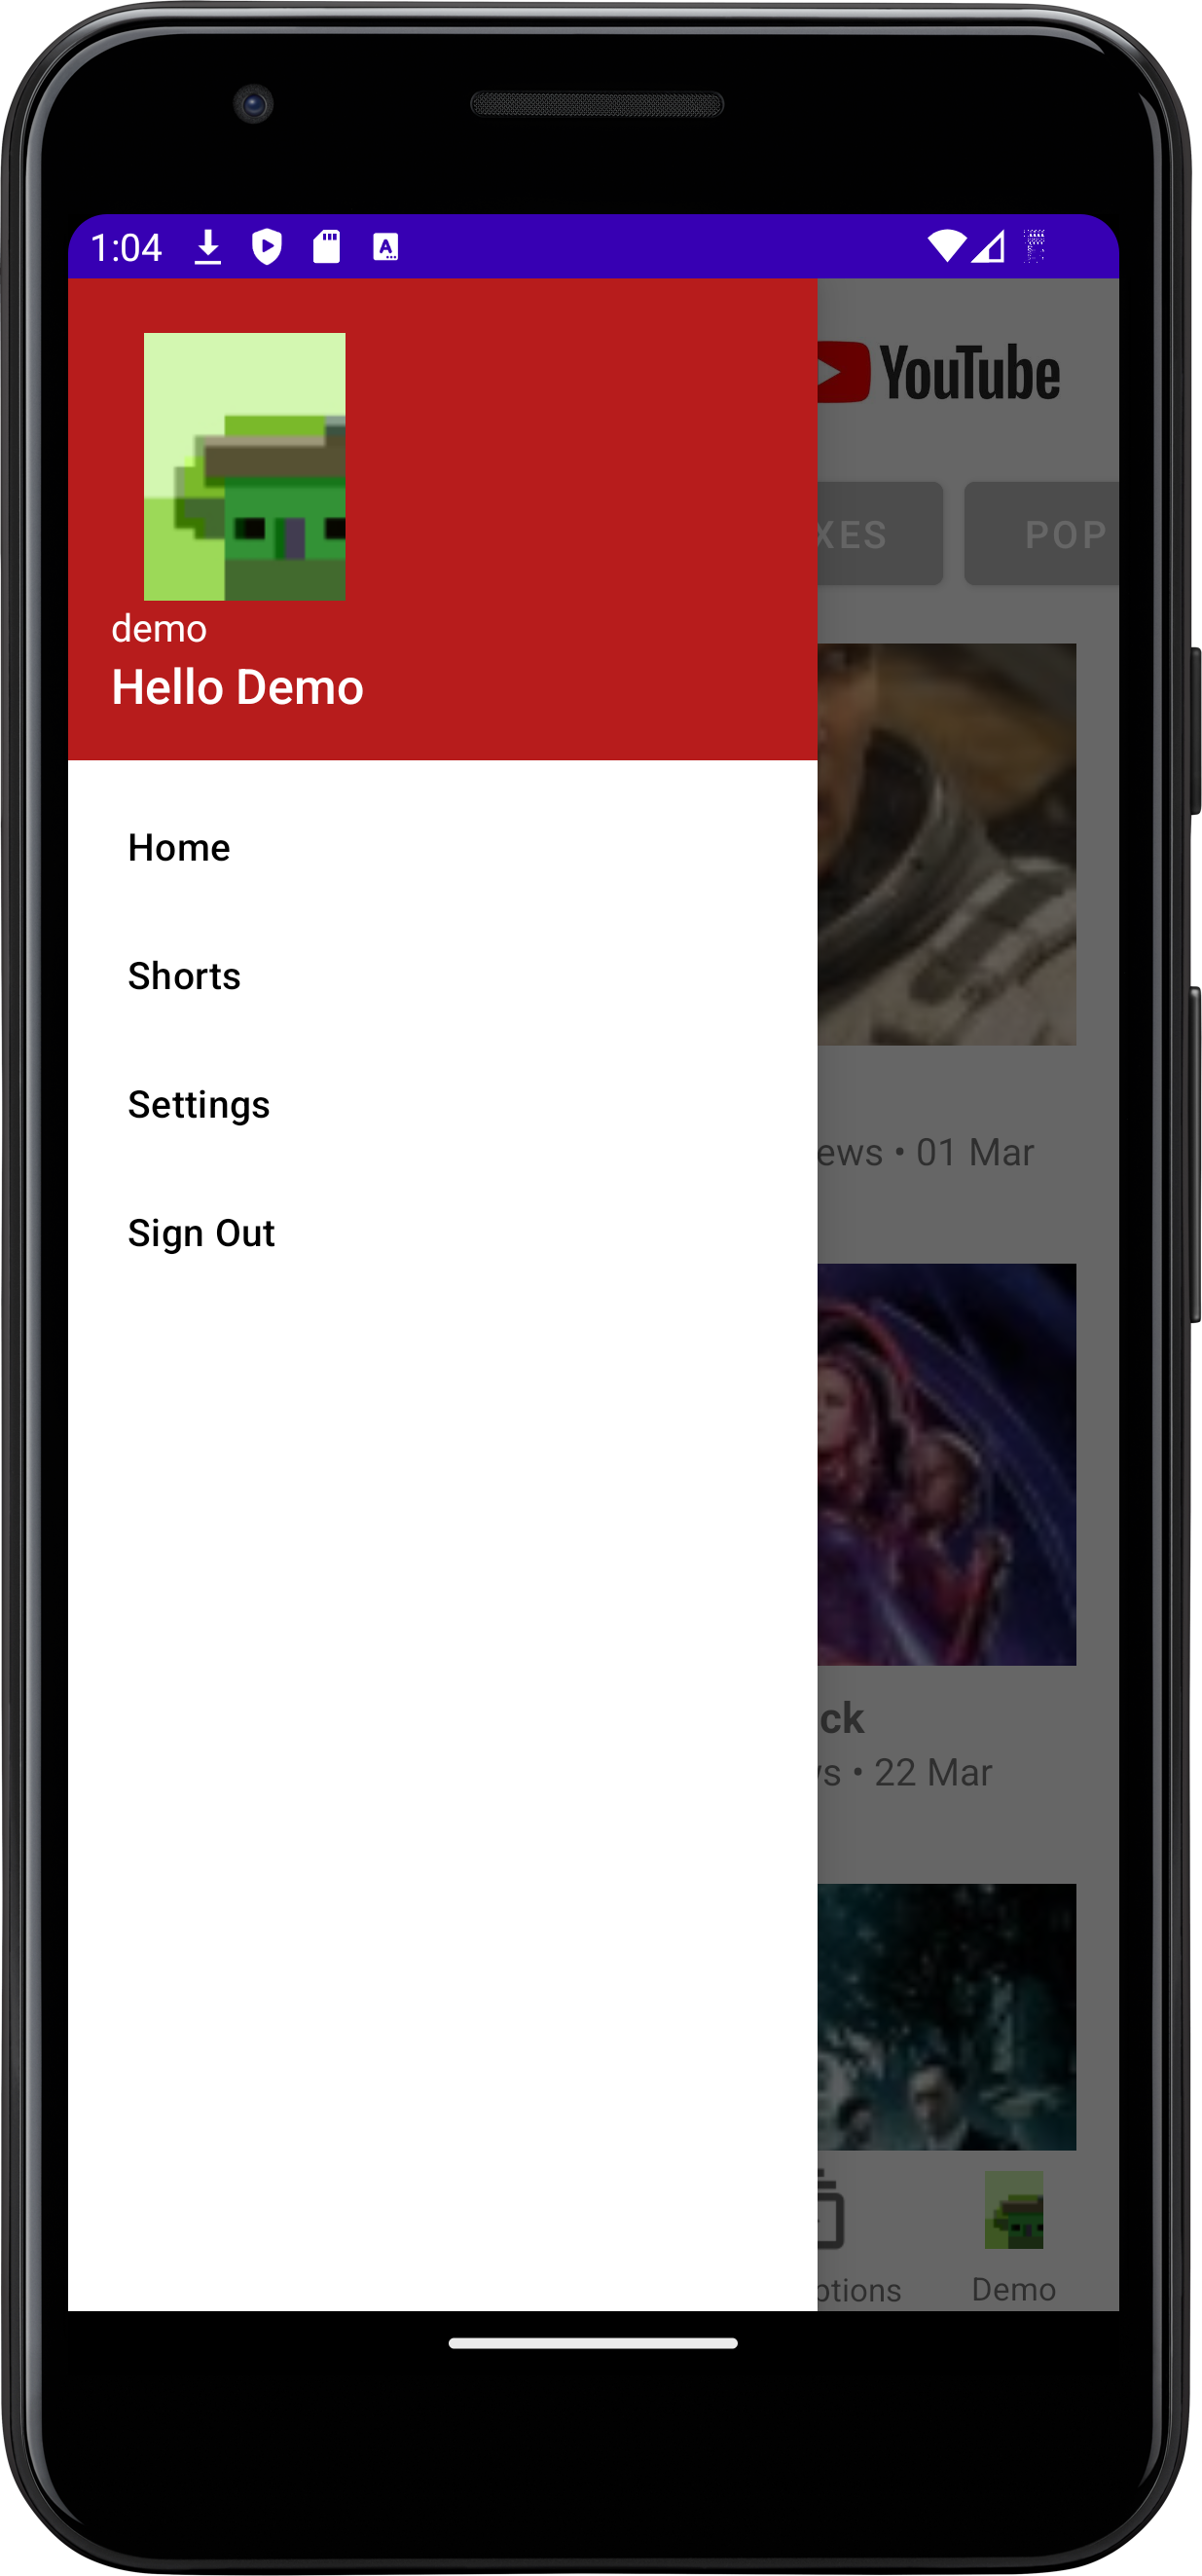 1:04
YouTube
XES
POP
demo
Hello Demo
Home
Shorts
Settings
Sign Out
ews • 01 Mar
ck
s • 22 Mar
ptions
Demo